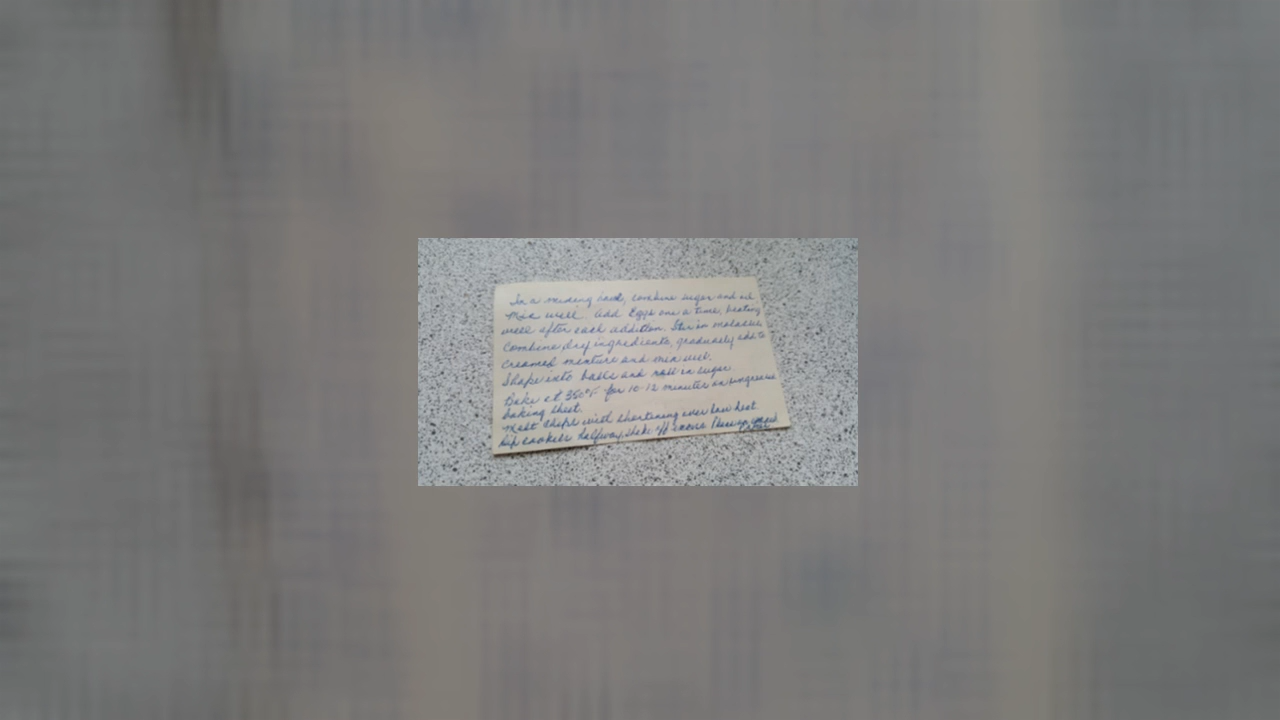 In a mixing bowl, combine sugar and oil
mix well. Add Eggs one a time, beating
well after each addition. Stir in molasses,
Combine dry ingredients, gradually add to
creamed mixture and mix well.
Shape into balls and roll in sugar.
Bake at 350°F for 10-12 minutes on ungreased
baking sheet.
Melt chips with shortening over low heat.
Dip cookies halfway, shake off excess. Place on waxed